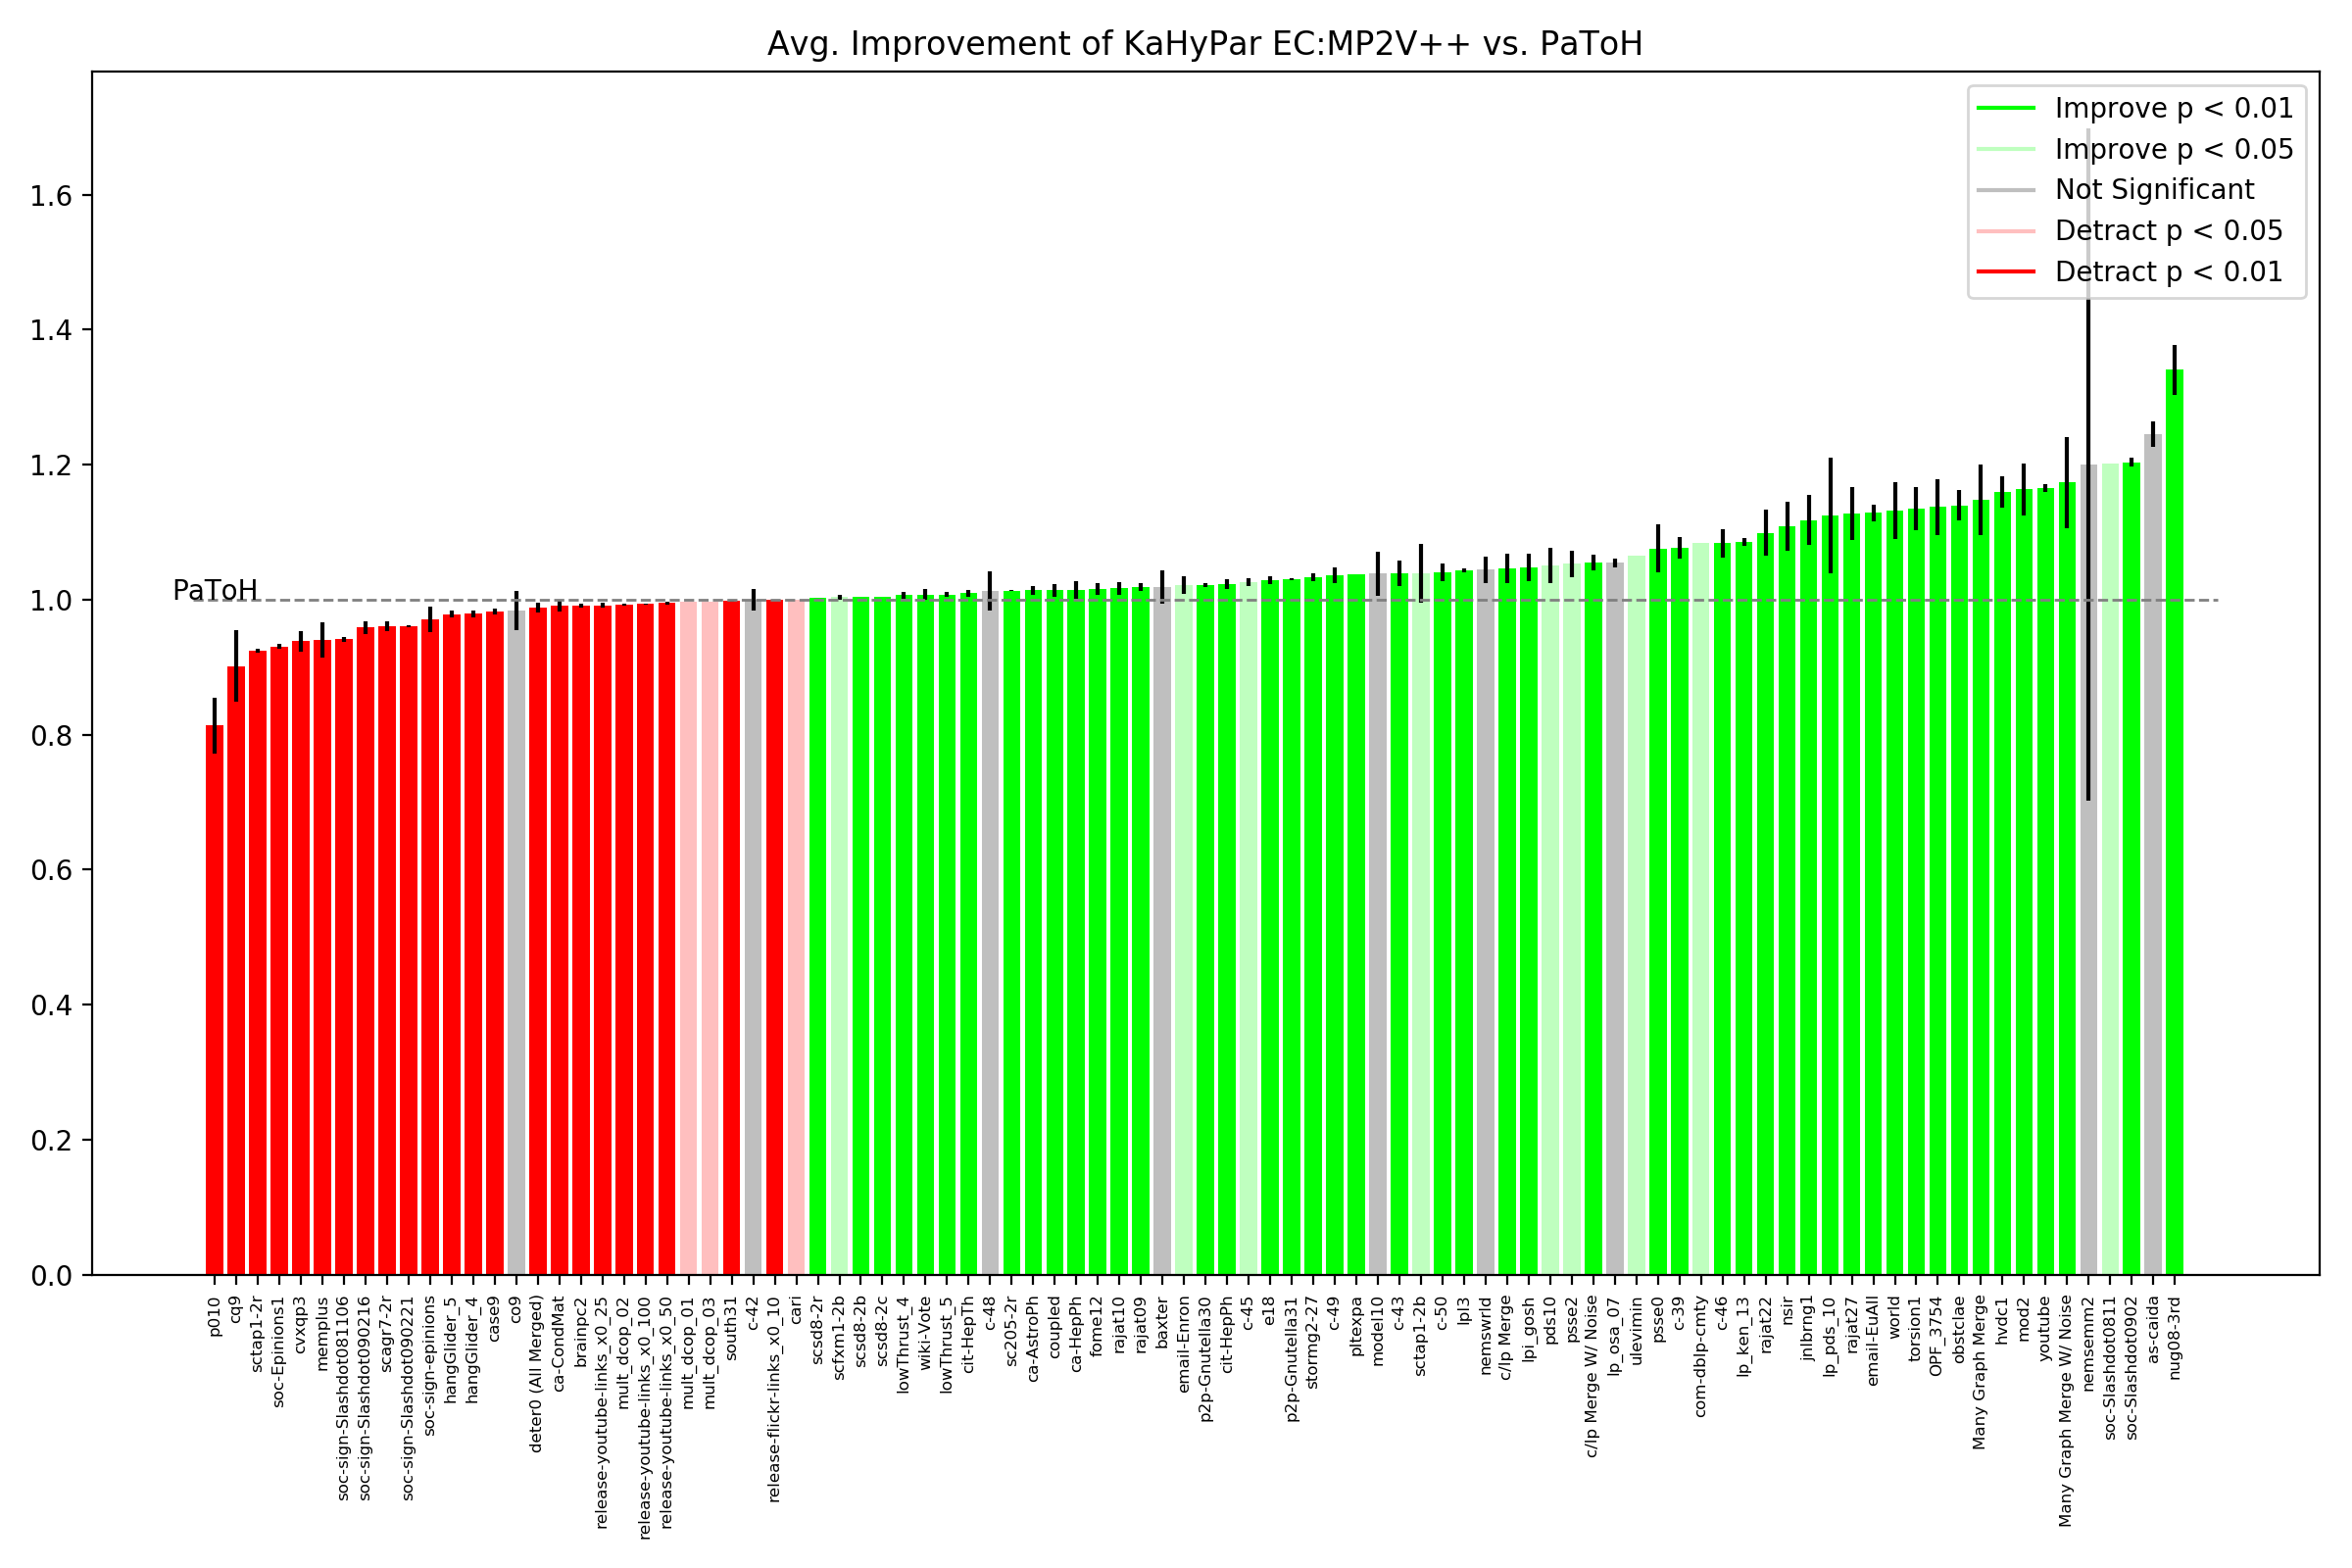 Avg. Improvement of KaHyPar EC:MP2V++ vs. PaToH
Improve p < 0.01
Improve p < 0.05
Not Significant
Detract p < 0.05
Detract p < 0.01
1.6
1.4
1.2
1.0
0.8
0.6
0.4
0.2
0.0
PaToH
p010
cq9
sctap1-2r
soc-Epinions1
cvxqp3
memplus
soc-sign-Slashdot081106
soc-sign-Slashdot090216
scagr7-2r
soc-sign-Slashdot090221
soc-sign-epinions
hangGlider_5
hangGlider_4
case9
co9
deter0 (All Merged)
ca-CondMat
brainpc2
release-youtube-links_x0_25
mult_dcop_02
release-youtube-links_x0_100
release-youtube-links_x0_50
mult_dcop_01
mult_dcop_03
south31
c-42
release-flickr-links_x0_10
cari
scsd8-2r
scfxm1-2b
scsd8-2b
scsd8-2c
lowThrust_4
wiki-Vote
lowThrust_5
cit-HepTh
c-48
sc205-2r
ca-AstroPh
coupled
ca-HepPh
fome12
rajat10
rajat09
baxter
email-Enron
p2p-Gnutella30
cit-HepPh
c-45
e18
p2p-Gnutella31
stormg2-27
c-49
pltexpa
model10
c-43
sctap1-2b
c-50
lpl3
nemswrld
c/lp Merge
lpi_gosh
pds10
psse2
c/lp Merge W/ Noise
lp_osa_07
ulevimin
psse0
c-39
com-dblp-cmty
c-46
lp_ken_13
rajat22
nsir
jnlbrng1
lp_pds_10
rajat27
email-EuAll
world
torsion1
OPF_3754
obstclae
Many Graph Merge
hvdc1
mod2
youtube
Many Graph Merge W/ Noise
nemsemm2
soc-Slashdot0811
soc-Slashdot0902
as-caida
nug08-3rd